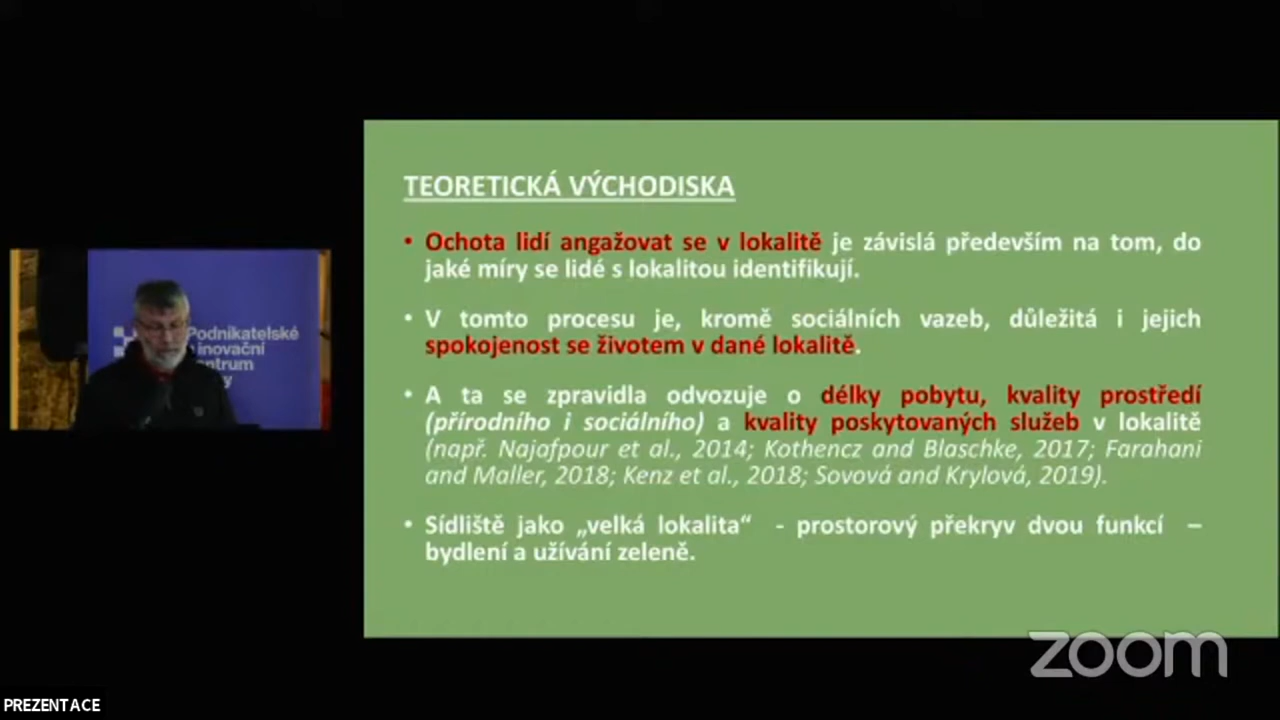 TEORETICKÁ VÝCHODISKA
• Ochota lidí angažovat se v lokalitě je závislá především na tom, do
jaké míry se lidé s lokalitou identifikují.
• V tomto procesu je, kromě sociálních vazeb, důležitá i jejich
spokojenost se životem v dané lokalitě.
• A ta se zpravidla odvozuje o délky pobytu, kvality prostředí
(přírodního i sociálního) a kvality poskytovaných služeb v lokalitě
(např. Najafpour et al., 2014; Kothencz and Blaschke, 2017; Farahani
and Maller, 2018; Kenz et al., 2018; Sovová and Krylová, 2019).
• Sídliště jako „velká lokalita“ - prostorový překryv dvou funkcí –
bydlení a užívání zeleně.
Podnikatelské
inovační
entrum
y
zoom
PREZENTACE